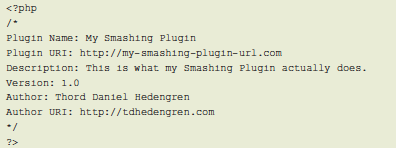 <?php
/*
Plugin Name: My Smashing Plugin
Plugin URI: http://my-smashing-plugin-url.com
Description: This is what my Smashing Plugin actually does.
Version: 1.0
Author: Thord Daniel Hedengren
Author URI: http://tdhedengren.com
*/
?>